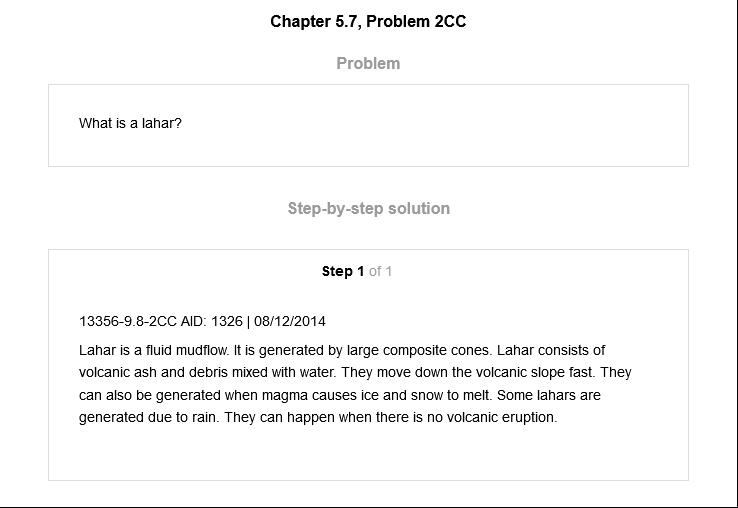 Chapter 5.7, Problem 2CC
Problem
What is a lahar?
Step-by-step solution
Step 1 of 1
13356-9.8-2CC AID: 1326 | 08/12/2014
Lahar is a fluid mudflow. It is generated by large composite cones. Lahar consists of
volcanic ash and debris mixed with water. They move down the volcanic slope fast. They
can also be generated when magma causes ice and snow to melt. Some lahars are
generated due to rain. They can happen when there is no volcanic eruption.